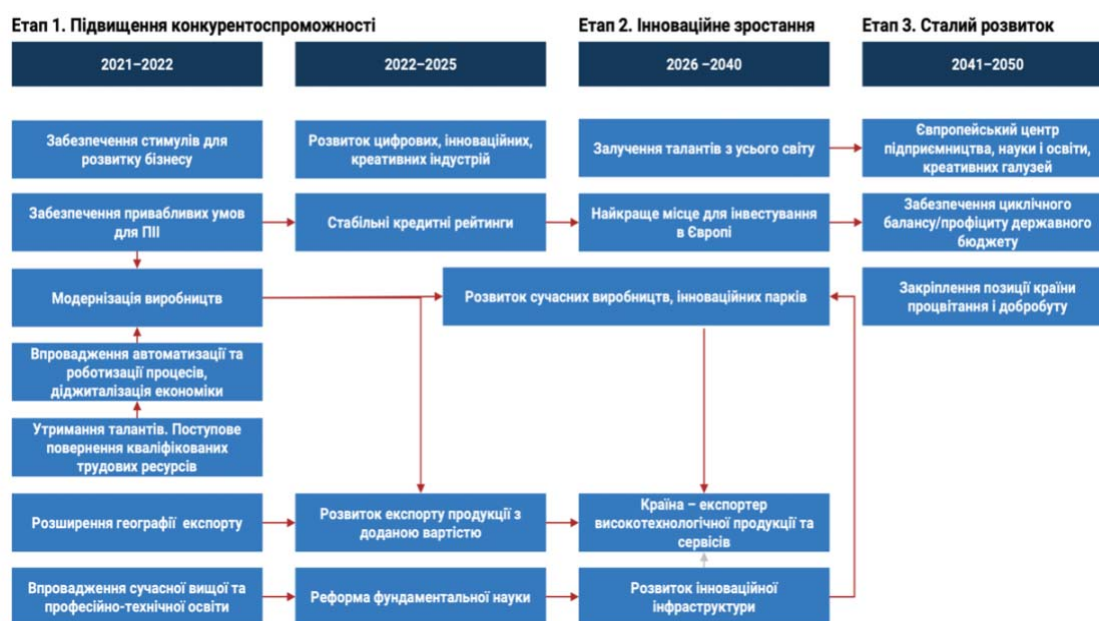 Етап 1. Підвищення конкурентоспроможності
Етап 2. Інноваційне зростання
Етап 3. Сталий розвиток
2021–2022
2022–2025
2026 –2040
2041–2050
Забезпечення стимулів для
розвитку бізнесу
Розвиток цифрових, інноваційних,
креативних індустрій
Залучення талантів з усього світу
Європейський центр
підприємництва, науки і освіти,
креативних галузей
Забезпечення привабливих умов
для ПІІ
Стабільні кредитні рейтинги
Найкраще місце для інвестування
в Європі
Забезпечення циклічного
балансу/профіциту державного
бюджету
Модернізація виробництв
Розвиток сучасних виробництв, інноваційних парків
Закріплення позиції країни
процвітання і добробуту
Впровадження автоматизації та
роботизації процесів,
діджиталізація економіки
Утримання талантів. Поступове
повернення кваліфікованих
трудових ресурсів
Розширення географії  експорту
Розвиток експорту продукції з
доданою вартістю
Країна – експортер
високотехнологічної продукції та
сервісів
Впровадження сучасної вищої та
професійно-технічної освіти
Реформа фундаментальної науки
Розвиток інноваційної
інфраструктури